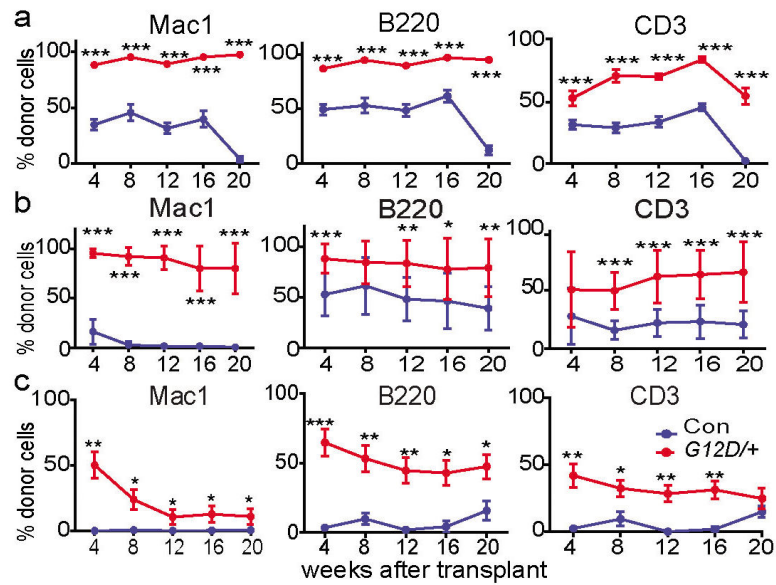 a
Mac1
% donor cells
100
50
0
*** *** *** *** ***
4 8 12 16 20
B220
100
50
0
*** *** *** *** ***
4 8 12 16 20
CD3
100
50
0
*** *** *** *** ***
4 8 12 16 20
b
Mac1
% donor cells
100
50
0
*** *** *** *** ***
4 8 12 16 20
B220
100
50
0
*** ** * **
4 8 12 16 20
CD3
100
50
0
*** *** *** ***
4 8 12 16 20
c
Mac1
% donor cells
100
50
0
** * * * *
4 8 12 16 20
B220
100
50
0
*** ** ** * *
4 8 12 16 20
CD3
Con
G12D/+
100
50
0
** * ** **
4 8 12 16 20
weeks after transplant